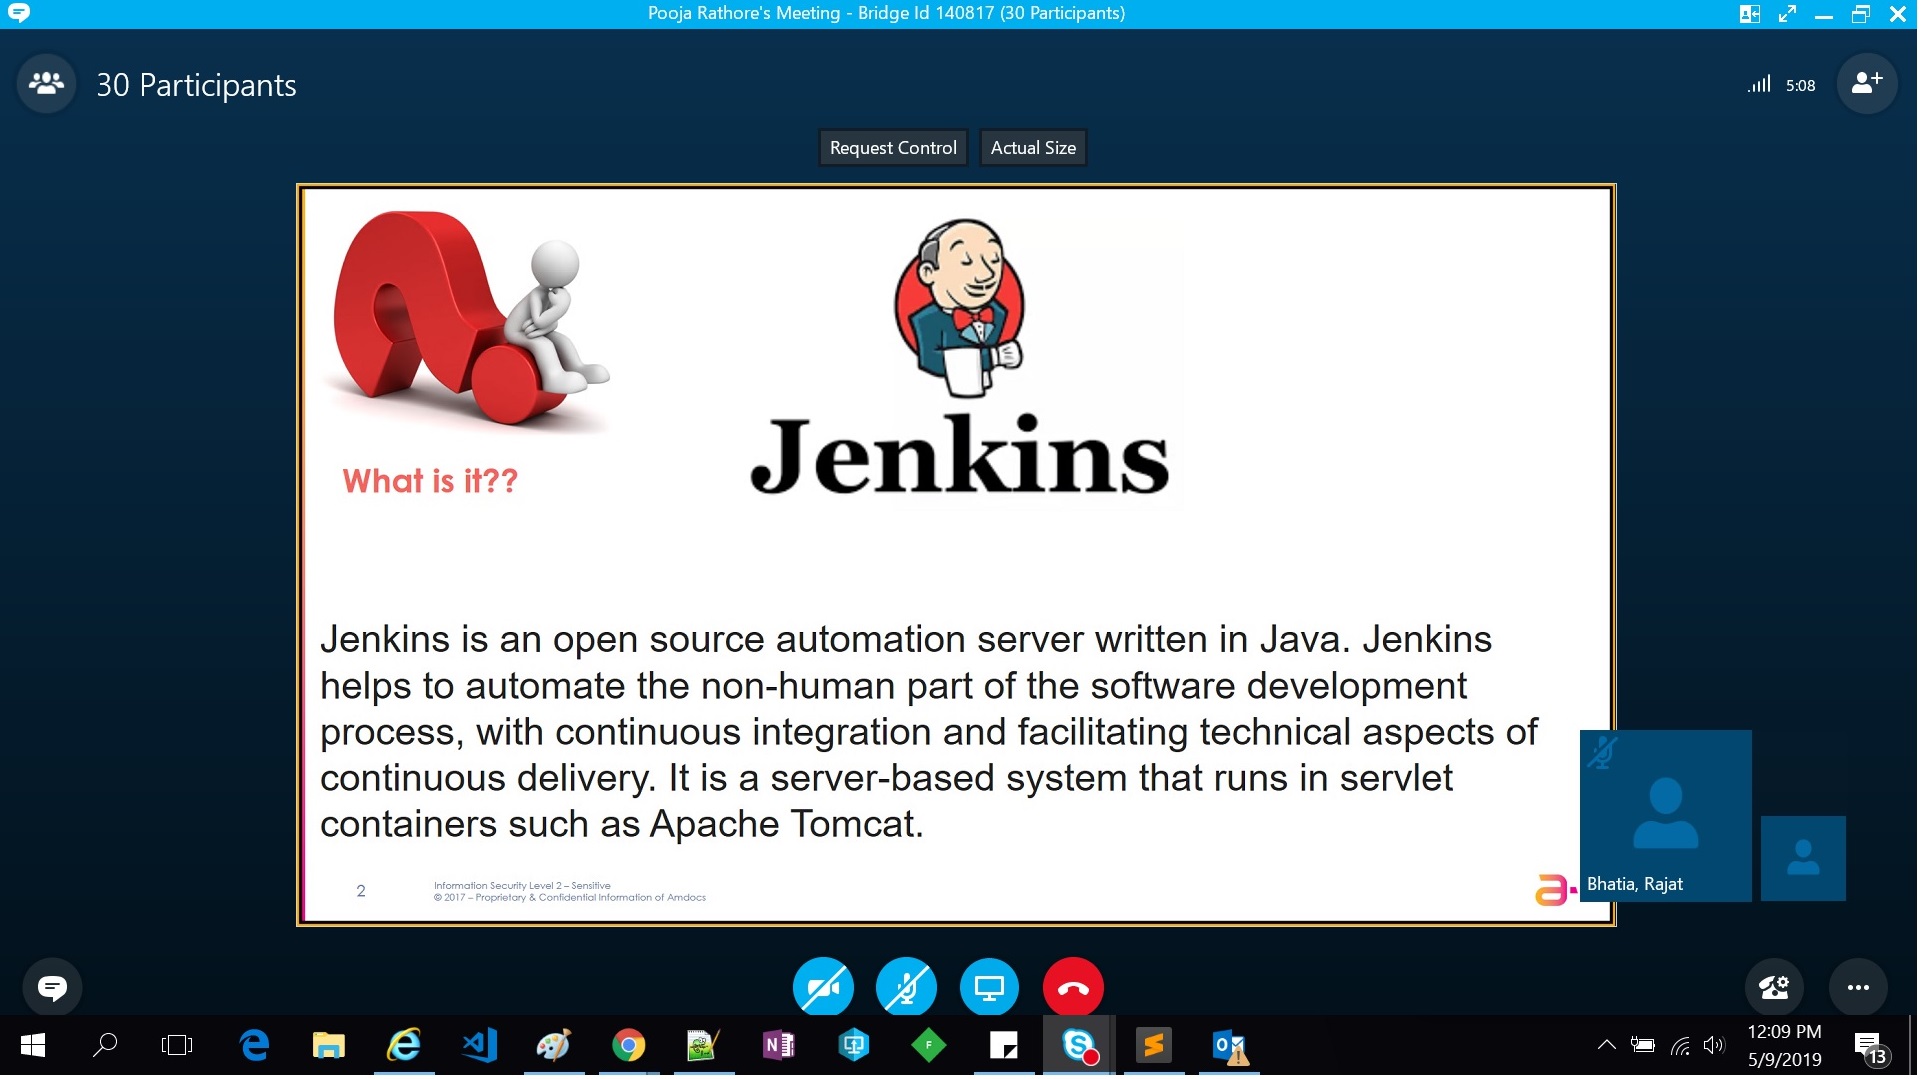 Pooja Rathore's Meeting - Bridge Id 140817 (30 Participants)
30 Participants
5:08
Request Control
Actual Size
Jenkins
What is it??
Jenkins is an open source automation server written in Java. Jenkins
helps to automate the non-human part of the software development
process, with continuous integration and facilitating technical aspects of
continuous delivery. It is a server-based system that runs in servlet
containers such as Apache Tomcat.
2
Information Security Level 2 – Sensitive
© 2017 – Proprietary & Confidential Information of Amdocs
Bhatia, Rajat
12:09 PM
5/9/2019
13